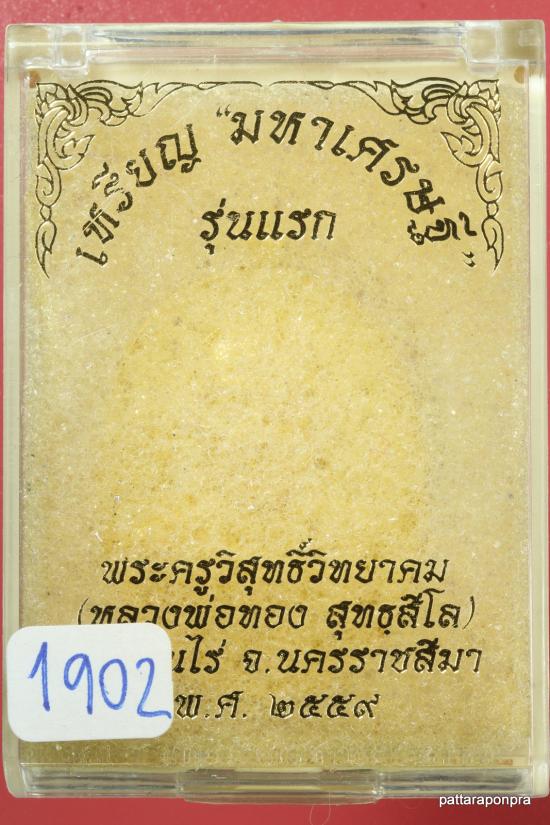 เหรียญ "มหาเศรษฐี"
รุ่นแรก
พระครูวิสุทธิ์วิทยาคม
(หลวงพ่อทอง สุทฺธสีโล)
ไร่ จ.นครราชสีมา
พ.ศ. ๒๕๕๙
1902
pattaraponpra